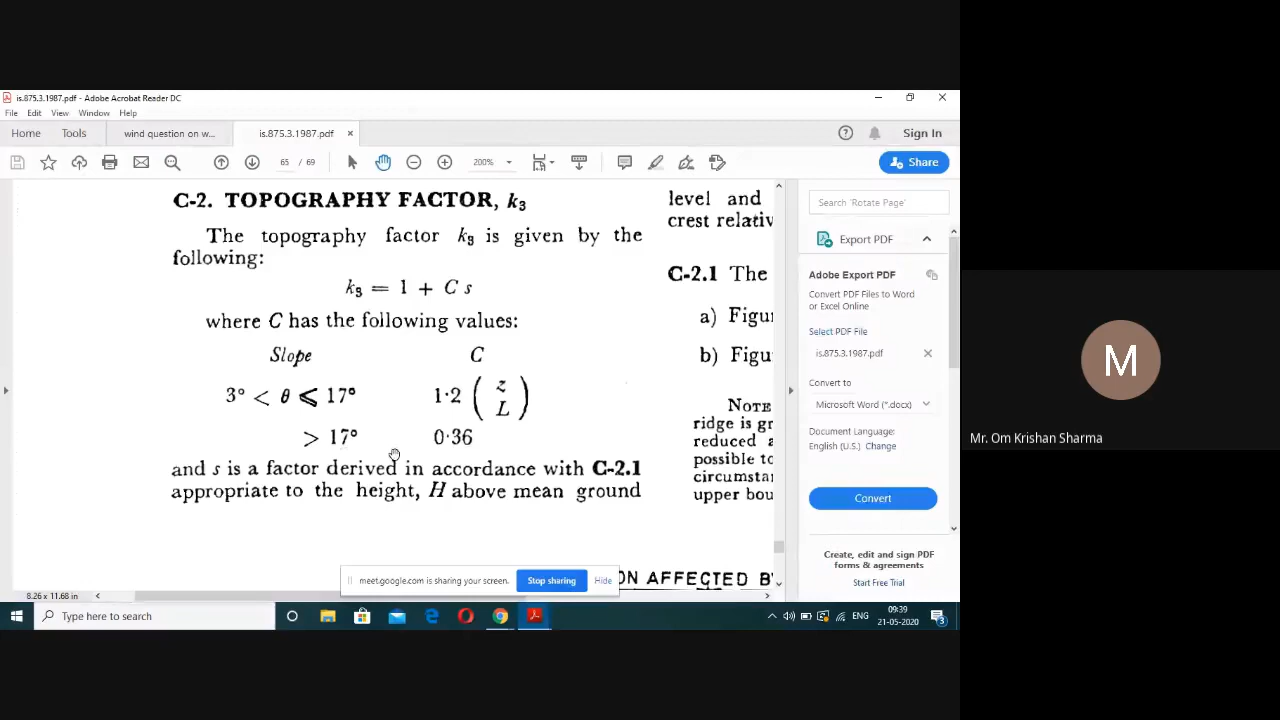 is.875.3.1987.pdf - Adobe Acrobat Reader DC
File Edit View Window Help
Home Tools wind question on w... is.875.3.1987.pdf × Sign In
65 / 69 200% Share
C-2. TOPOGRAPHY FACTOR, k₃
The topography factor k₃ is given by the
following:
k₃ = 1 + C s
where C has the following values:
Slope C
3° < θ ⩽ 17° 1·2 ( z
L )
> 17° 0·36
and s is a factor derived in accordance with C-2.1
appropriate to the height, H above mean ground
level and
crest relativ
C-2.1 The
a) Figu
b) Figu
NOTE
ridge is gr
reduced a
possible to
circumstan
upper bou
ON AFFECTED B
Search 'Rotate Page'
Export PDF
Adobe Export PDF
Convert PDF Files to Word
or Excel Online
Select PDF File
is.875.3.1987.pdf
Convert to
Microsoft Word (*.docx)
Document Language:
English (U.S.) Change
Convert
Create, edit and sign PDF
forms & agreements
Start Free Trial
meet.google.com is sharing your screen. Stop sharing Hide
8.26 x 11.68 in
Type here to search
ENG
09:39
21-05-2020
3
M
Mr. Om Krishan Sharma